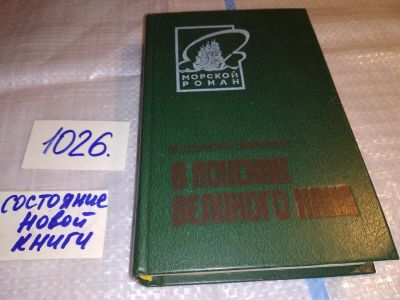 МОРСКОЙ
РОМАН
В ПОИСКАХ
ВЕЛИКОГО ХАНА
1026.
СОСТОЯНИЕ
НОВОЙ
КНИГИ